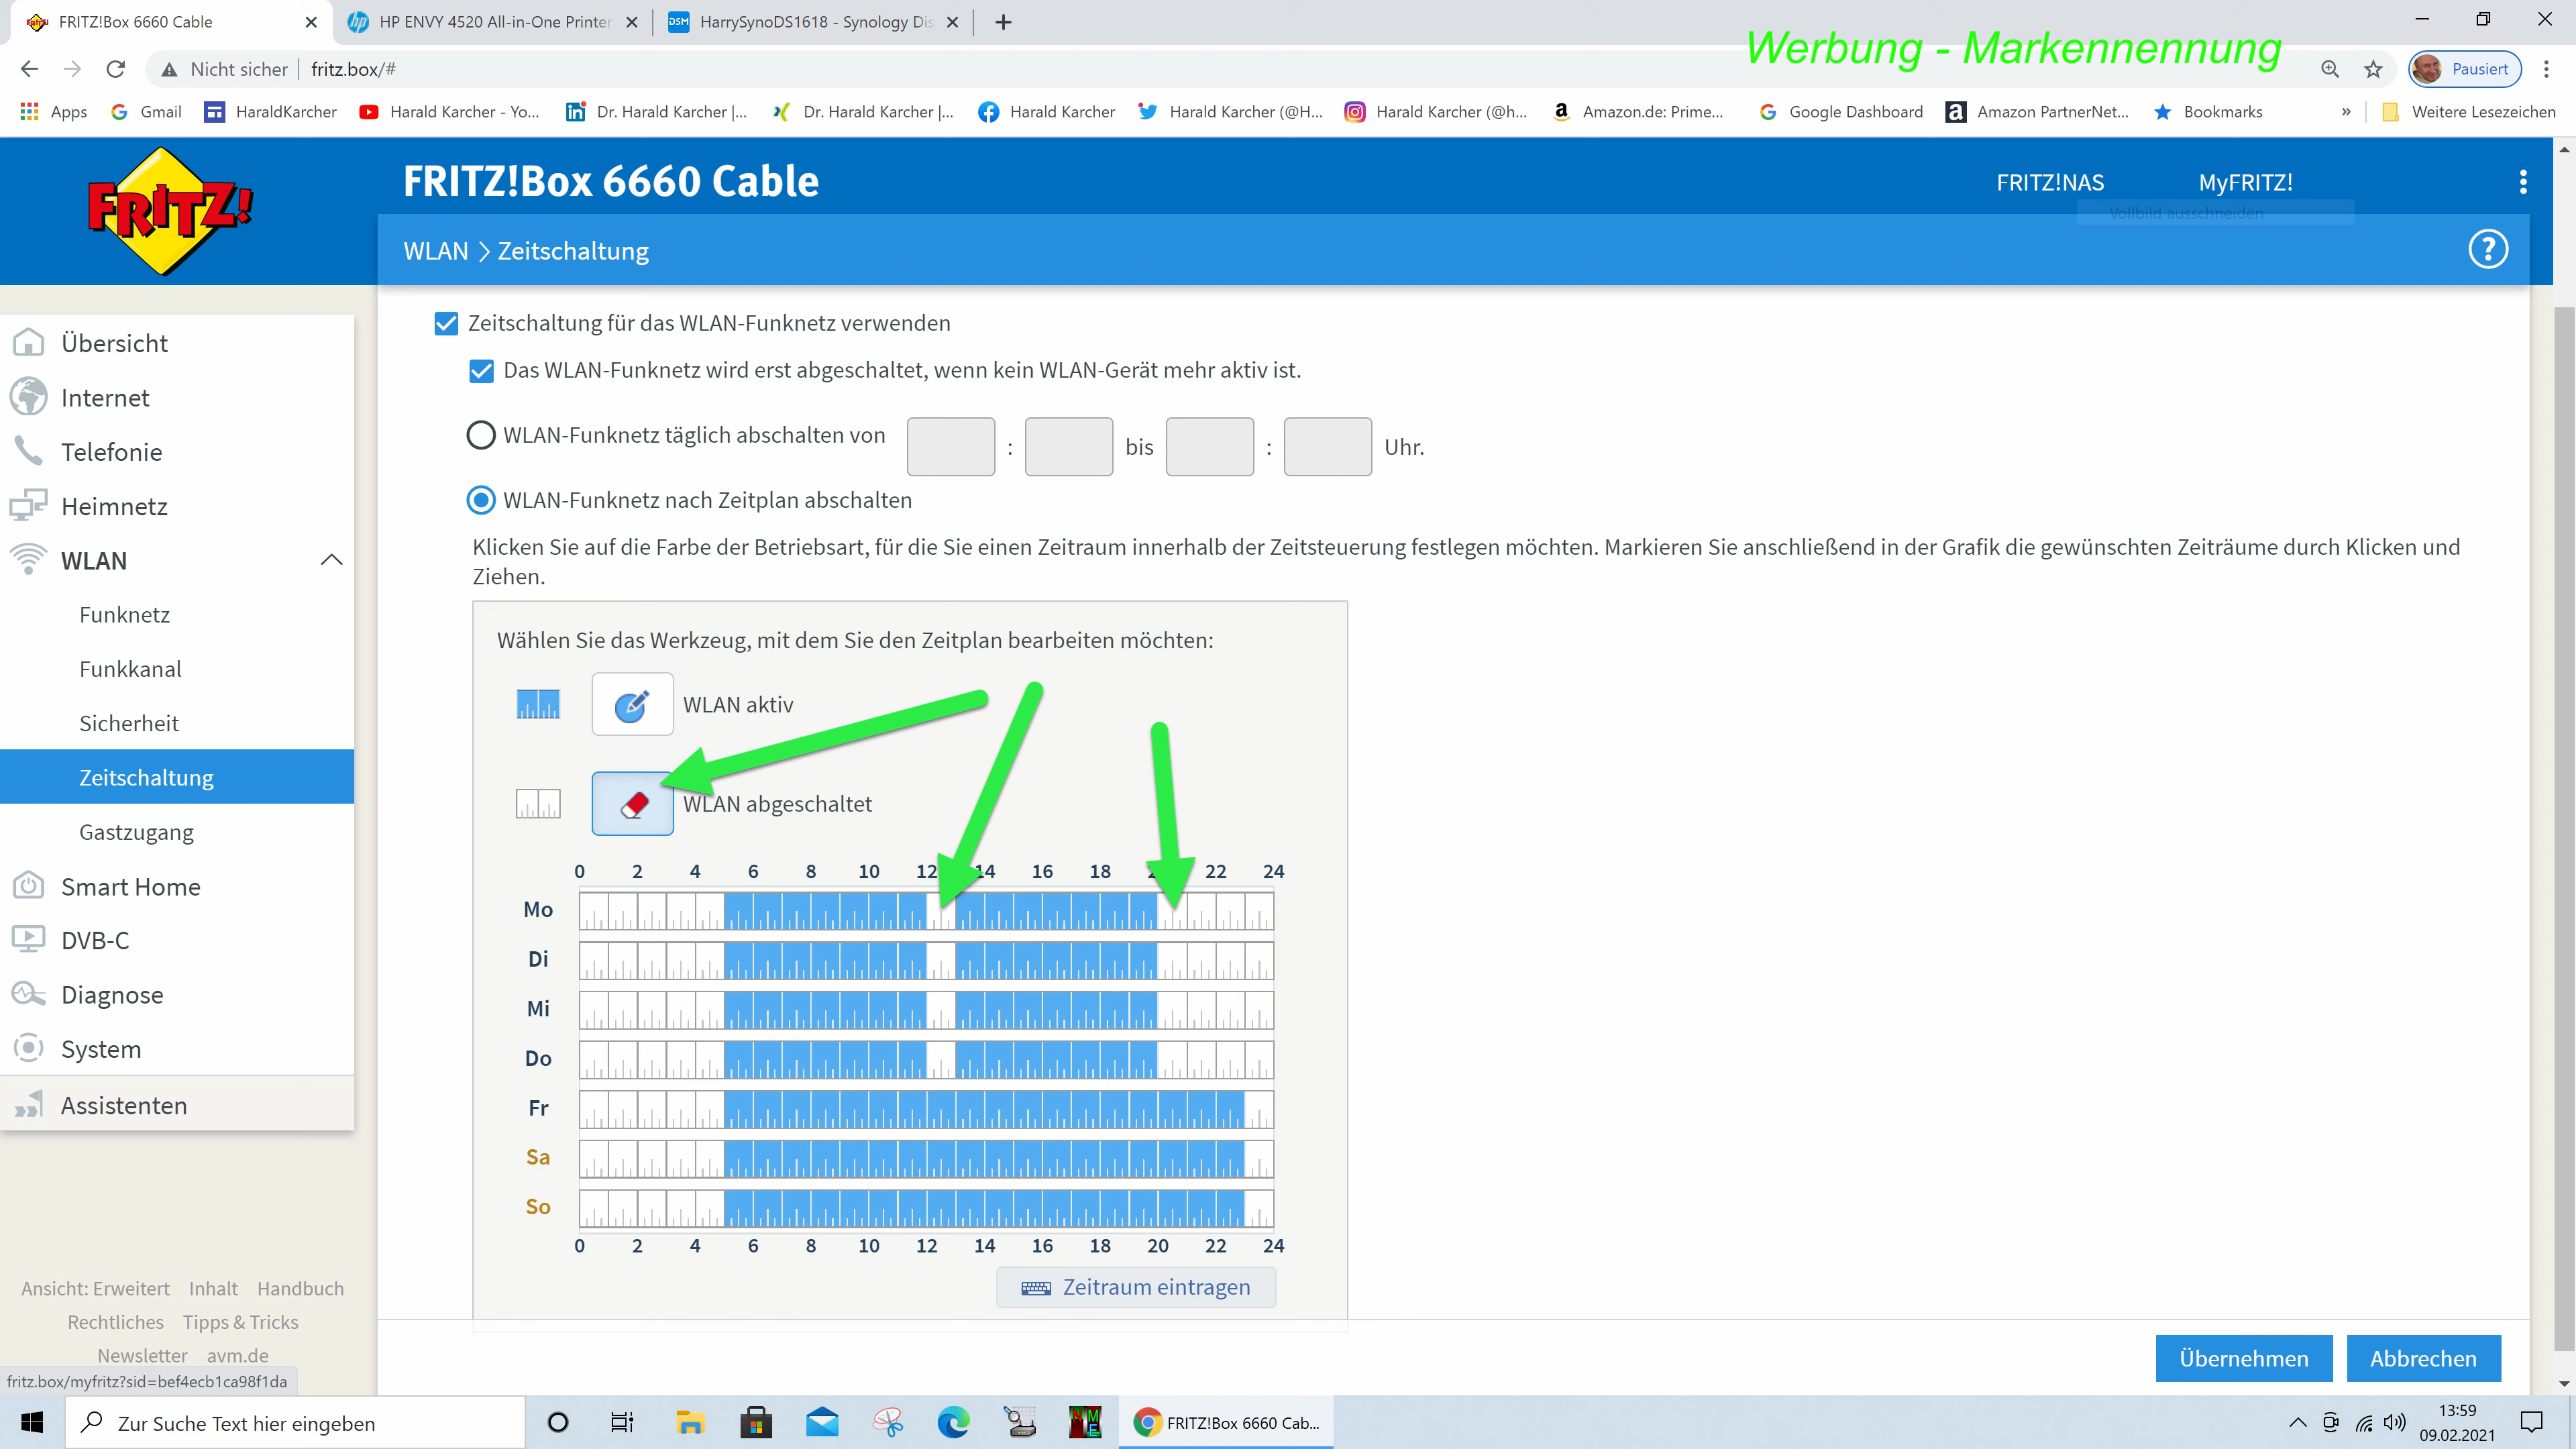 FRITZ!Box 6660 Cable
HP ENVY 4520 All-in-One Printer
HarrySynoDS1618 - Synology Dis
Werbung - Markennennung
Nicht sicher
fritz.box/#
Pausiert
Apps
Gmail
HaraldKarcher
Harald Karcher - Yo...
Dr. Harald Karcher |...
Dr. Harald Karcher |...
Harald Karcher
Harald Karcher (@H...
Harald Karcher (@h...
Amazon.de: Prime...
Google Dashboard
Amazon PartnerNet...
Bookmarks
»
Weitere Lesezeichen
FRITZ!
FRITZ!Box 6660 Cable
FRITZ!NAS
MyFRITZ!
Vollbild ausschneiden
WLAN > Zeitschaltung
?
Übersicht
Internet
Telefonie
Heimnetz
WLAN
Funknetz
Funkkanal
Sicherheit
Zeitschaltung
Gastzugang
Smart Home
DVB-C
Diagnose
System
Assistenten
Ansicht: Erweitert Inhalt Handbuch
Rechtliches Tipps & Tricks
Newsletter avm.de
fritz.box/myfritz?sid=bef4ecb1ca98f1da
Zeitschaltung für das WLAN-Funknetz verwenden
Das WLAN-Funknetz wird erst abgeschaltet, wenn kein WLAN-Gerät mehr aktiv ist.
WLAN-Funknetz täglich abschalten von : bis : Uhr.
WLAN-Funknetz nach Zeitplan abschalten
Klicken Sie auf die Farbe der Betriebsart, für die Sie einen Zeitraum innerhalb der Zeitsteuerung festlegen möchten. Markieren Sie anschließend in der Grafik die gewünschten Zeiträume durch Klicken und
Ziehen.
Wählen Sie das Werkzeug, mit dem Sie den Zeitplan bearbeiten möchten:
WLAN aktiv
WLAN abgeschaltet
0 2 4 6 8 10 12 14 16 18 22 24
Mo
Di
Mi
Do
Fr
Sa
So
0 2 4 6 8 10 12 14 16 18 20 22 24
Zeitraum eintragen
Übernehmen
Abbrechen
Zur Suche Text hier eingeben
FRITZ!Box 6660 Cab...
13:59
09.02.2021